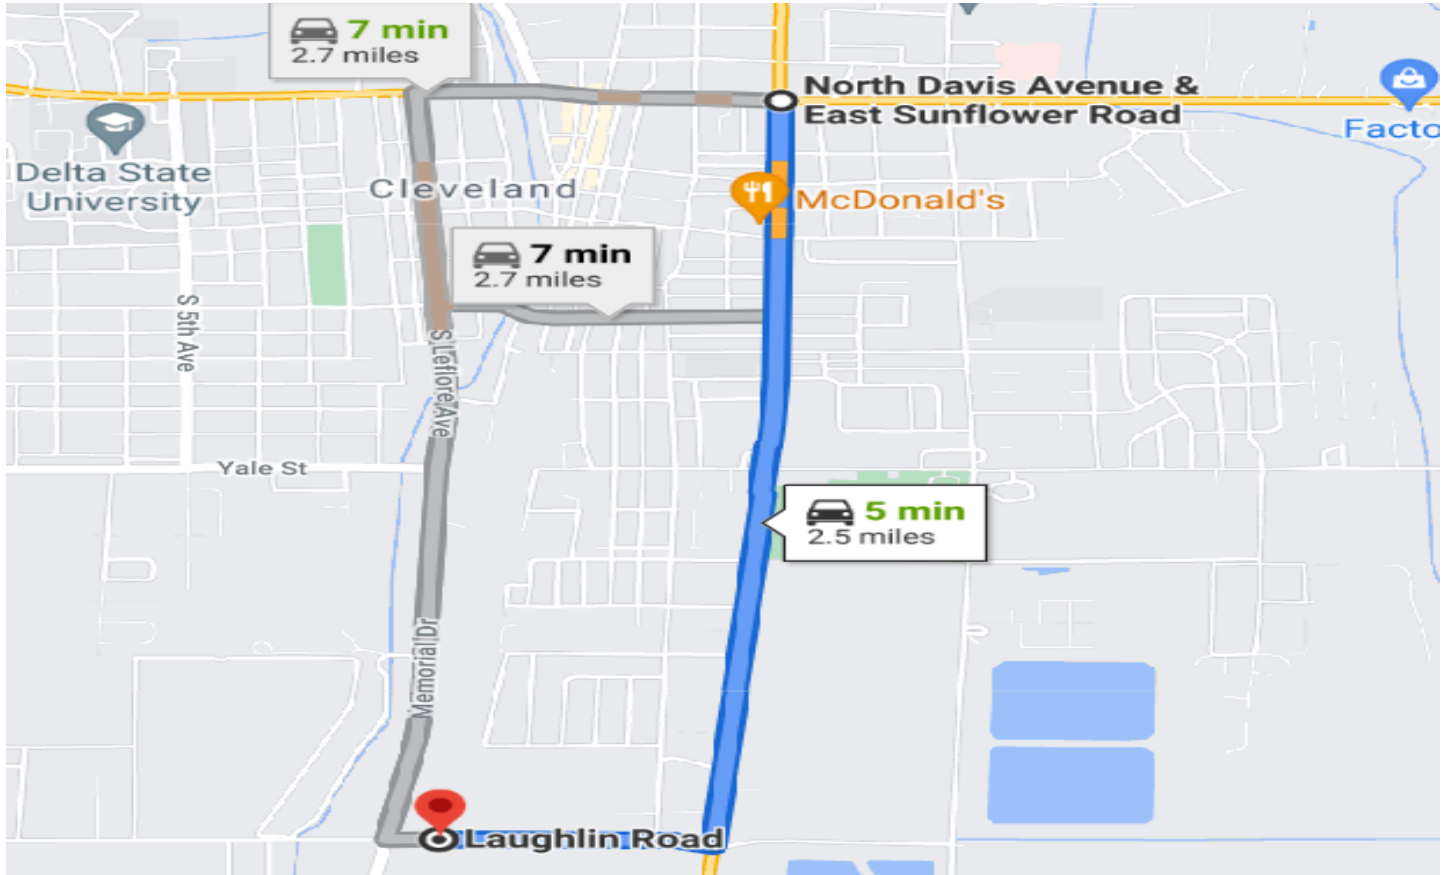 7 min
2.7 miles
North Davis Avenue &
East Sunflower Road
Facto
Delta State
University
Cleveland
McDonald's
7 min
2.7 miles
S 5th Ave
S Leflore Ave
Yale St
5 min
2.5 miles
Memorial Dr
Laughlin Road